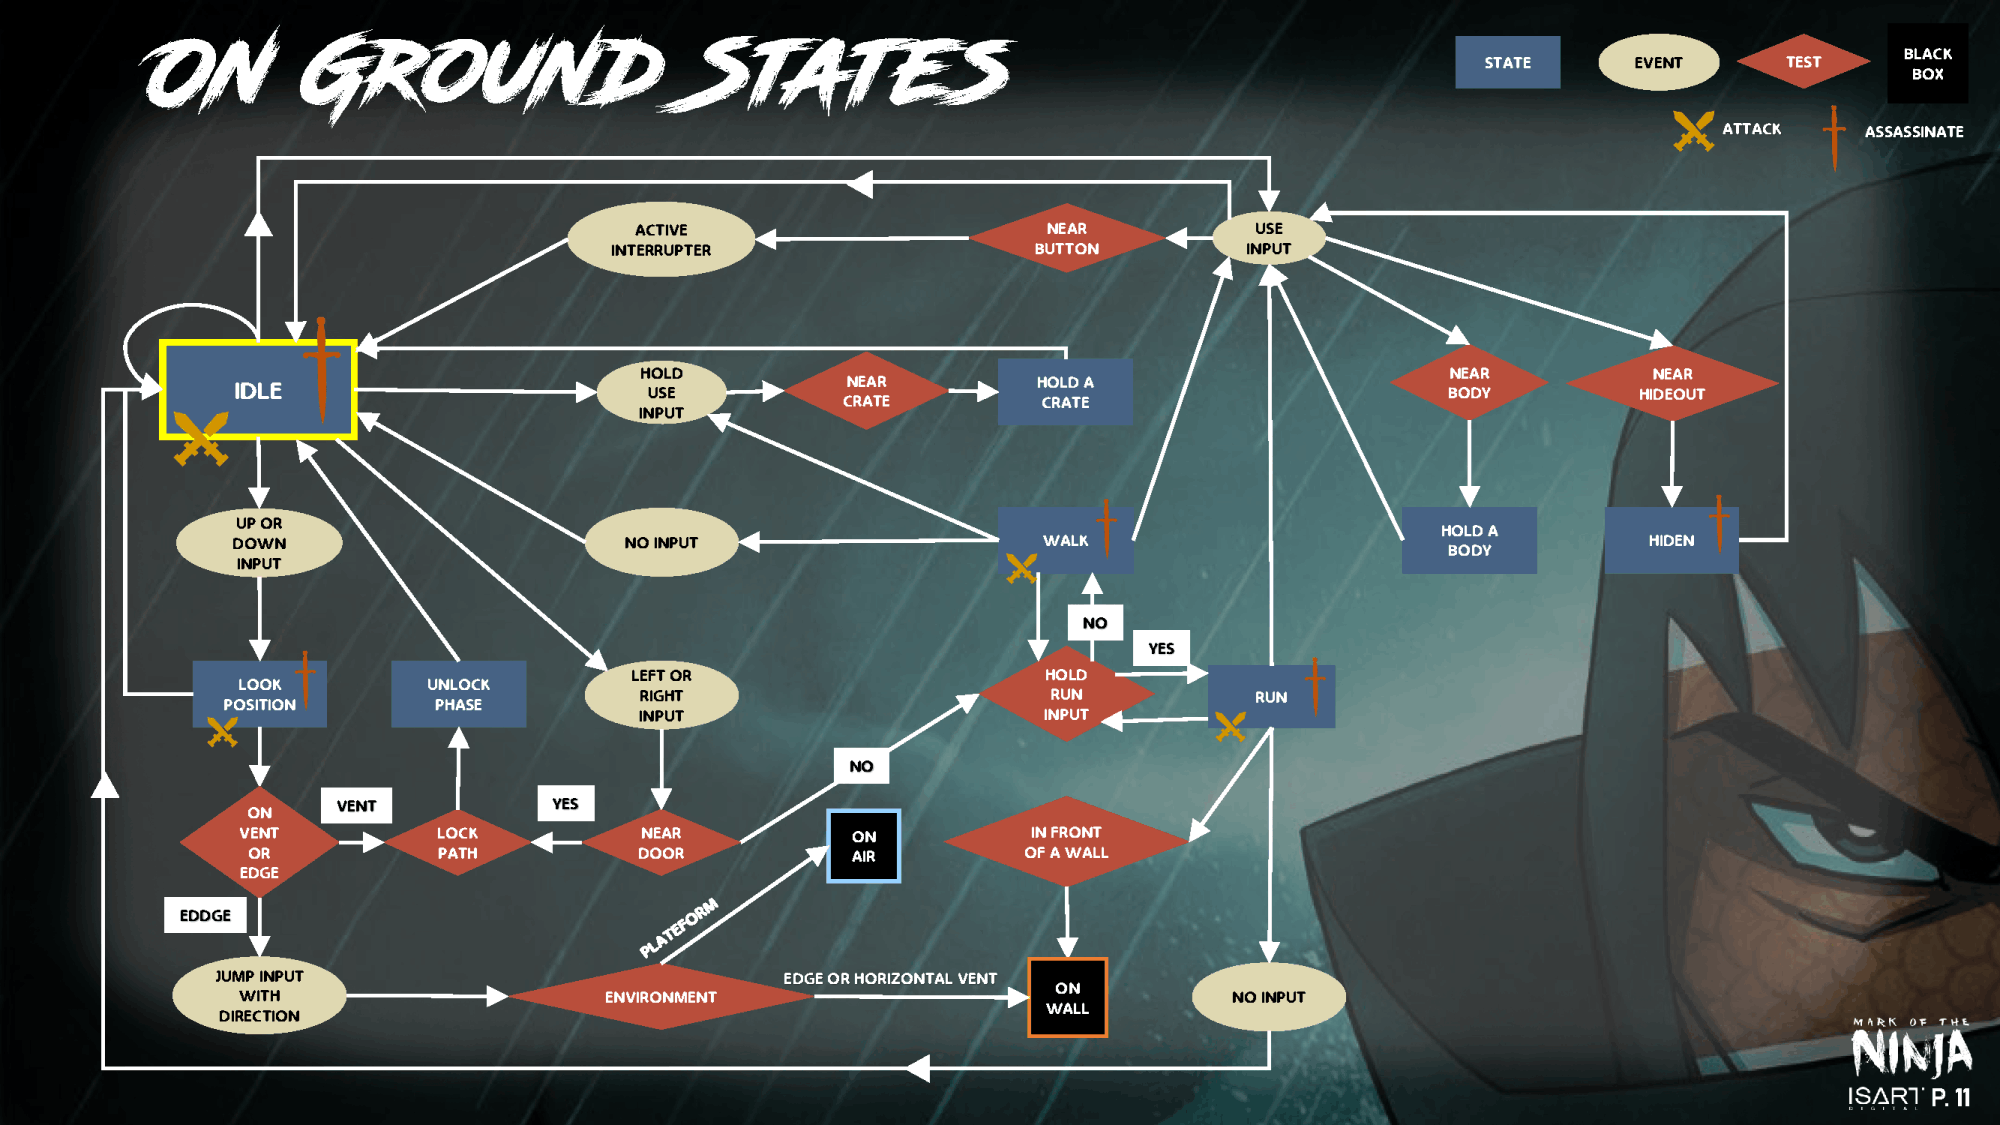 ON GROUND STATES
STATE
EVENT
TEST
BLACK
BOX
ATTACK
ASSASSINATE
ACTIVE
INTERRUPTER
NEAR
BUTTON
USE
INPUT
IDLE
HOLD
USE
INPUT
NEAR
CRATE
HOLD A
CRATE
NEAR
BODY
NEAR
HIDEOUT
UP OR
DOWN
INPUT
NO INPUT
WALK
HOLD A
BODY
HIDEN
NO
YES
LOOK
POSITION
UNLOCK
PHASE
LEFT OR
RIGHT
INPUT
HOLD
RUN
INPUT
RUN
NO
ON
VENT
OR
EDGE
VENT
LOCK
PATH
YES
NEAR
DOOR
ON
AIR
IN FRONT
OF A WALL
EDDGE
PLATEFORM
JUMP INPUT
WITH
DIRECTION
ENVIRONMENT
EDGE OR HORIZONTAL VENT
ON
WALL
NO INPUT
MARK OF THE
NINJA
ISART P. 11
DIGITAL